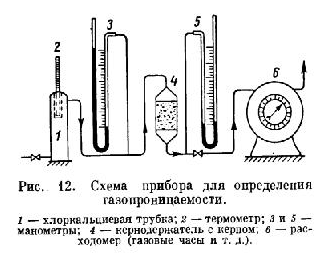 2
3
5
4
6
1
Рис. 12. Схема прибора для определения
газопроницаемости.
1 — хлоркальциевая трубка; 2 — термометр; 3 и 5 —
манометры; 4 — кернодержатель с керном; 6 — рас-
ходомер (газовые часы и т. д.).